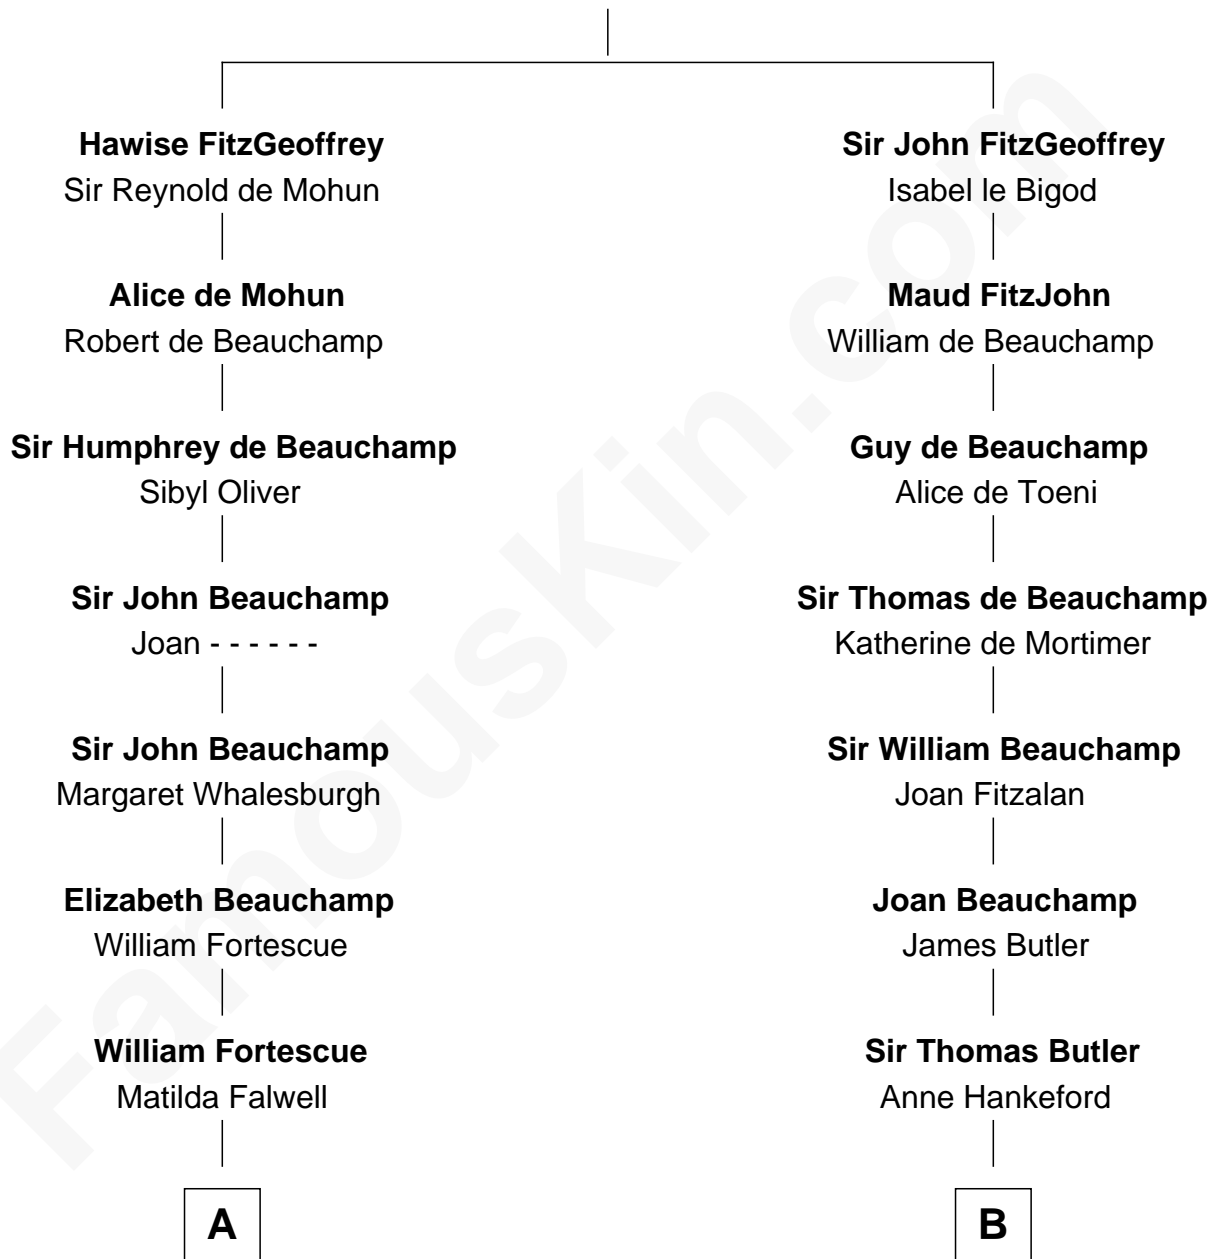 Hawise FitzGeoffrey
Sir Reynold de Mohun
Alice de Mohun
Robert de Beauchamp
Sir Humphrey de Beauchamp
Sibyl Oliver
Sir John Beauchamp
Joan - - - - - -
Sir John Beauchamp
Margaret Whalesburgh
Elizabeth Beauchamp
William Fortescue
William Fortescue
Matilda Falwell
A
Sir John FitzGeoffrey
Isabel le Bigod
Maud FitzJohn
William de Beauchamp
Guy de Beauchamp
Alice de Toeni
Sir Thomas de Beauchamp
Katherine de Mortimer
Sir William Beauchamp
Joan Fitzalan
Joan Beauchamp
James Butler
Sir Thomas Butler
Anne Hankeford
B
FamousKin.com